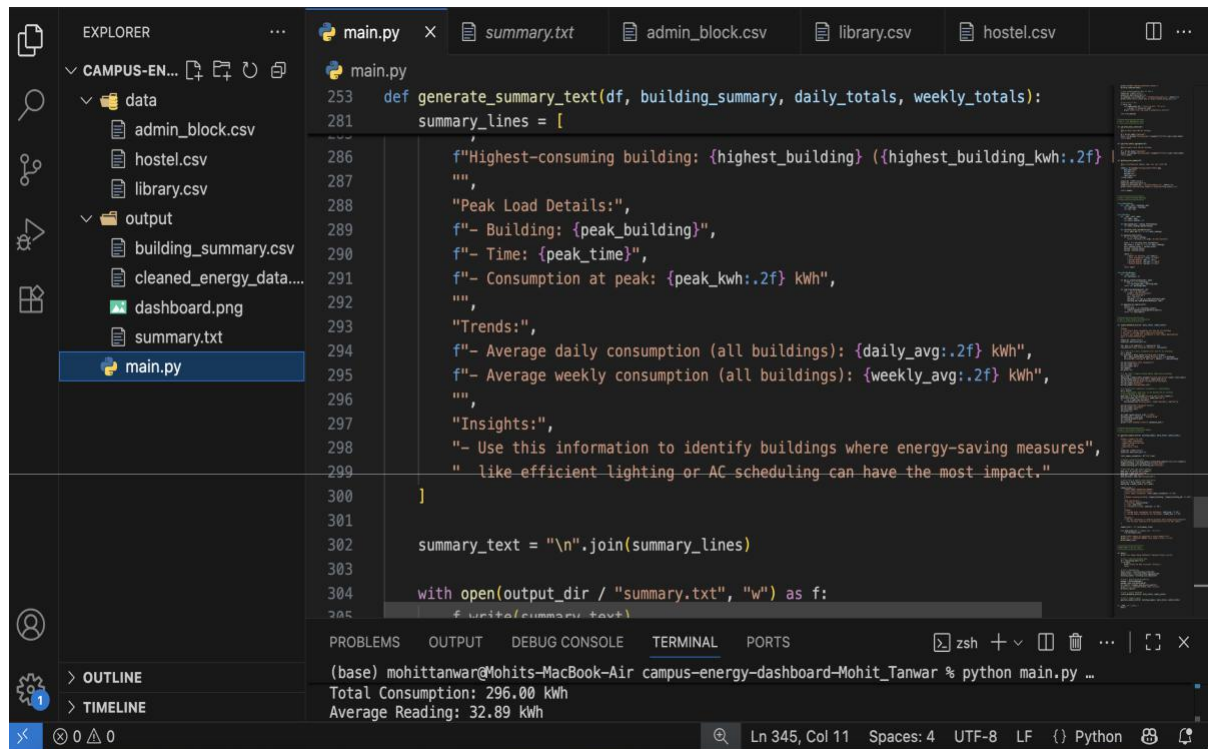 EXPLORER
CAMPUS-EN...
data
admin_block.csv
hostel.csv
library.csv
output
building_summary.csv
cleaned_energy_data....
dashboard.png
summary.txt
main.py
OUTLINE
TIMELINE
main.py
summary.txt
admin_block.csv
library.csv
hostel.csv
main.py
253 def generate_summary_text(df, building_summary, daily_totals, weekly_totals):
281 summary_lines = [
286 f"Highest-consuming building: {highest_building} ({highest_building_kwh:.2f}
287 "",
288 "Peak Load Details:",
289 f"- Building: {peak_building}",
290 f"- Time: {peak_time}",
291 f"- Consumption at peak: {peak_kwh:.2f} kWh",
292 "",
293 "Trends:",
294 f"- Average daily consumption (all buildings): {daily_avg:.2f} kWh",
295 f"- Average weekly consumption (all buildings): {weekly_avg:.2f} kWh",
296 "",
297 "Insights:",
298 "- Use this information to identify buildings where energy-saving measures",
299 "  like efficient lighting or AC scheduling can have the most impact."
300 ]
301
302 summary_text = "\n".join(summary_lines)
303
304 with open(output_dir / "summary.txt", "w") as f:
305 f.write(summary_text)
PROBLEMS OUTPUT DEBUG CONSOLE TERMINAL PORTS zsh
(base) mohittanwar@Mohits-MacBook-Air campus-energy-dashboard-Mohit_Tanwar % python main.py …
Total Consumption: 296.00 kWh
Average Reading: 32.89 kWh
1
0 0 Ln 345, Col 11 Spaces: 4 UTF-8 LF {} Python